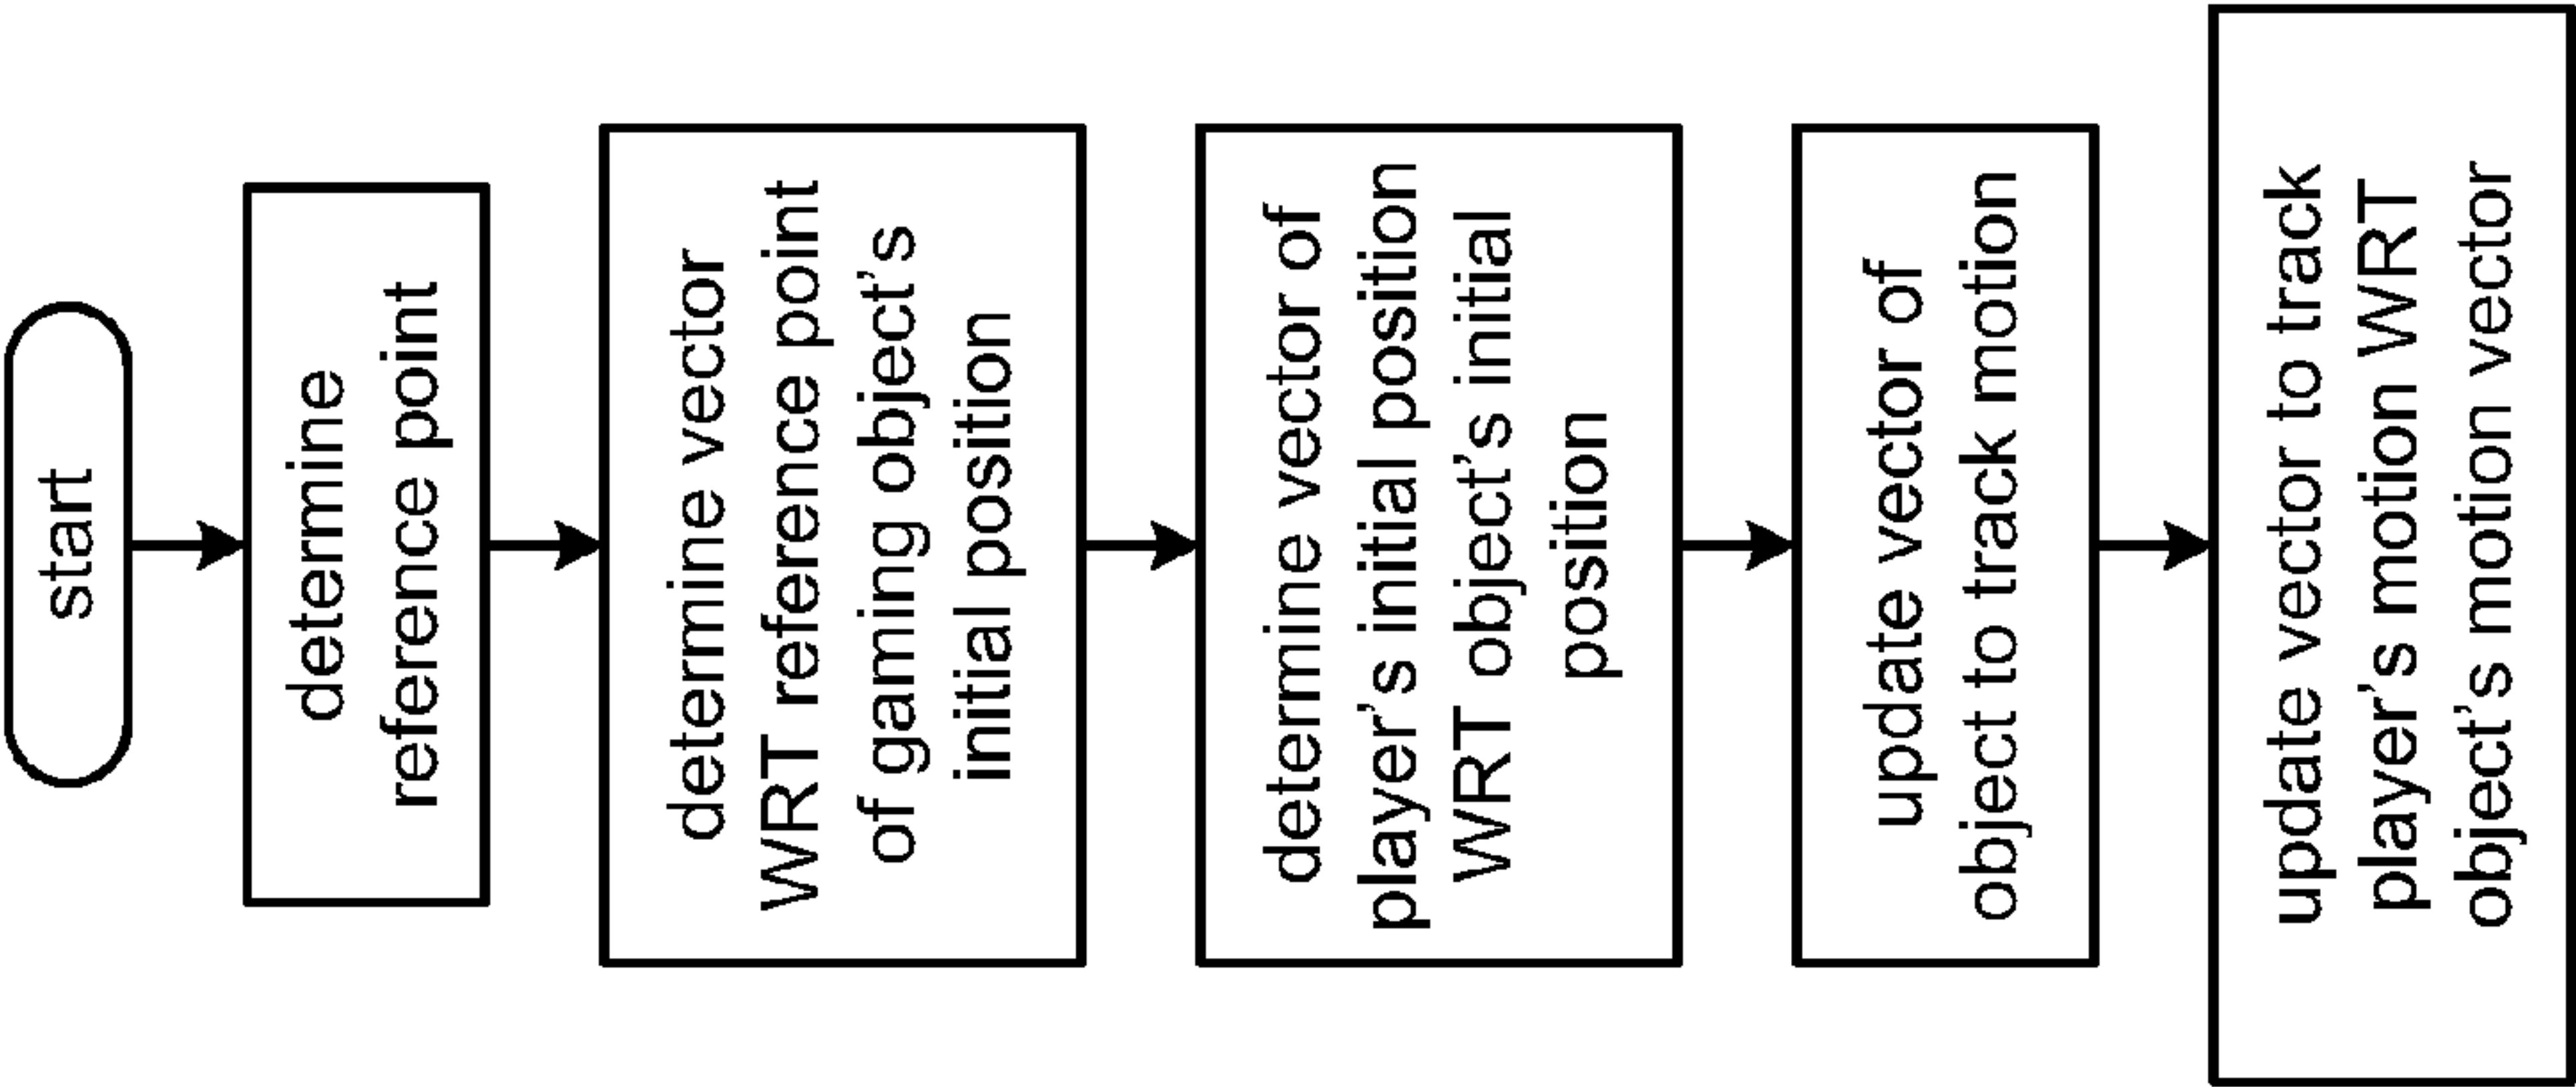 start
determine
reference point
determine vector
WRT reference point
of gaming object's
initial position
determine vector of
player's initial position
WRT object's initial
position
update vector of
object to track motion
update vector to track
player's motion WRT
object's motion vector